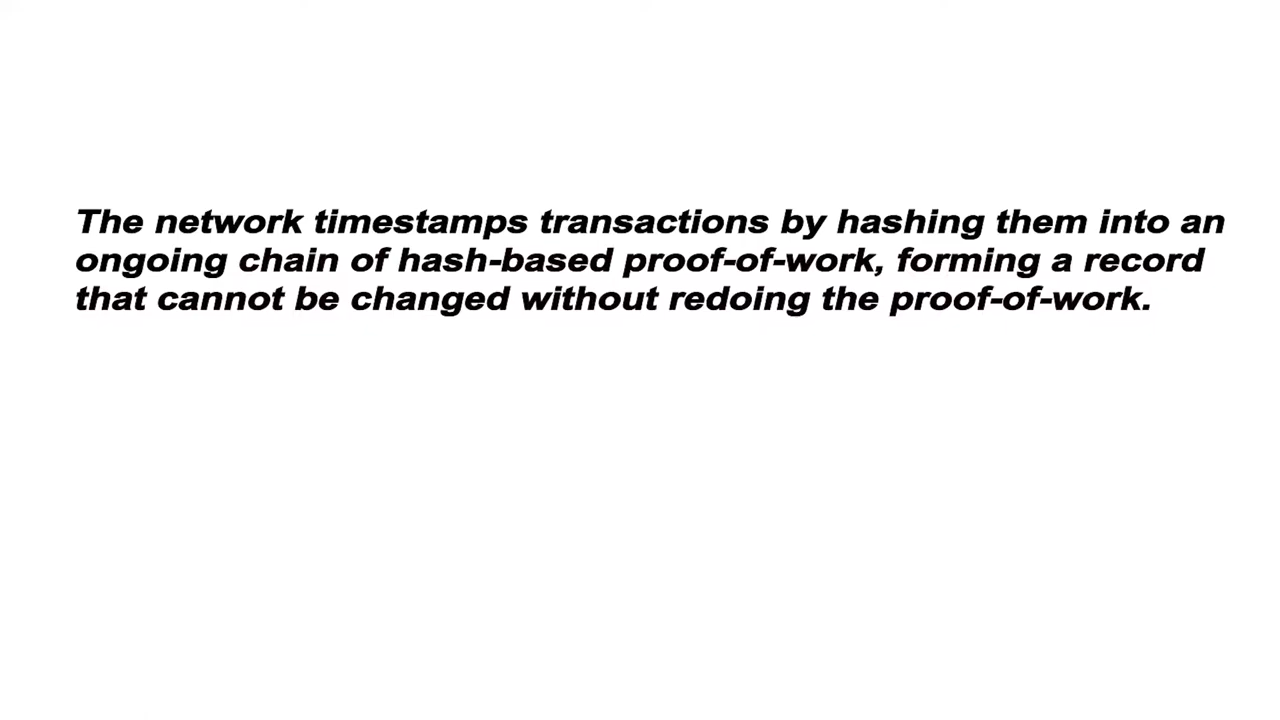 The network timestamps transactions by hashing them into an
ongoing chain of hash-based proof-of-work, forming a record
that cannot be changed without redoing the proof-of-work.